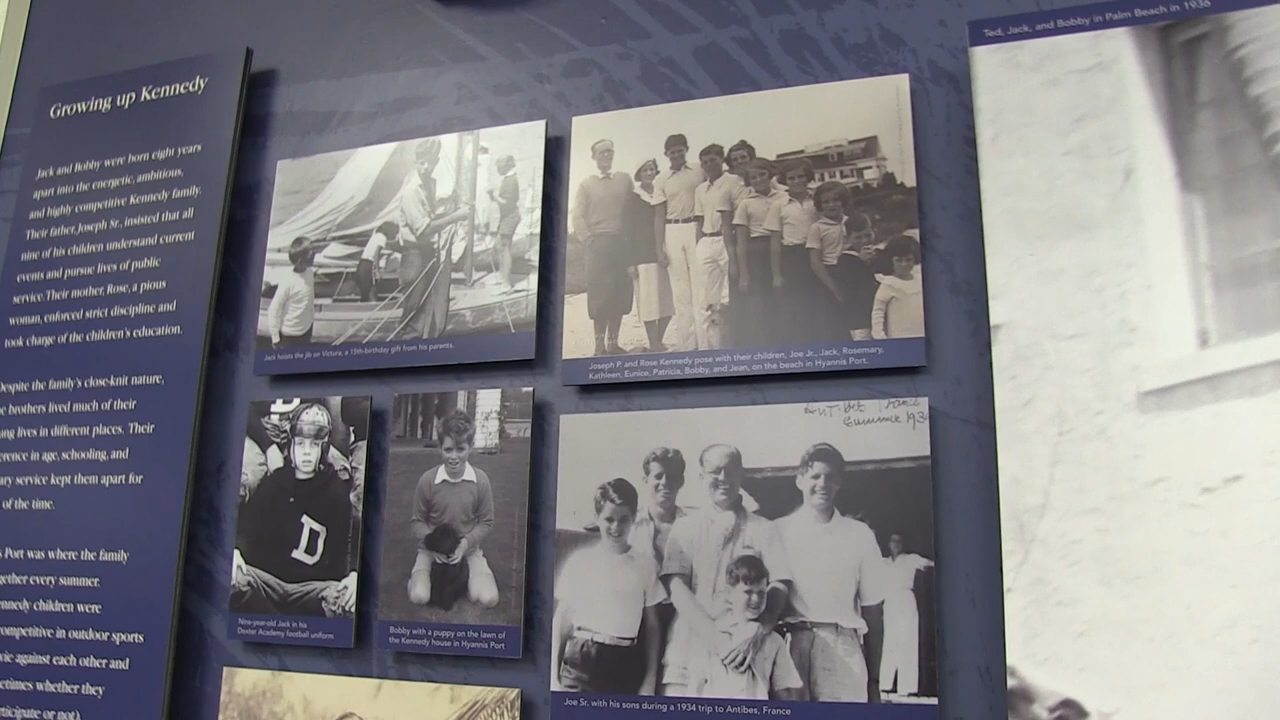 Growing up Kennedy
Jack and Bobby were born eight years
apart into the energetic, ambitious,
and highly competitive Kennedy family.
Their father, Joseph Sr., insisted that all
nine of his children understand current
events and pursue lives of public
service. Their mother, Rose, a pious
woman, enforced strict discipline and
took charge of the children's education.
Despite the family's close-knit nature,
brothers lived much of their
lives in different places. Their
in age, schooling, and
service kept them apart for
of the time.
Port was where the family
every summer.
children were
competitive in outdoor sports
against each other and
whether they
or not).
Jack hoists the jib on Victura, a 15th-birthday gift from his parents.
Joseph P. and Rose Kennedy pose with their children, Joe Jr., Jack, Rosemary,
Kathleen, Eunice, Patricia, Bobby, and Jean, on the beach in Hyannis Port.
D
D
Nine-year-old Jack in his
Dexter Academy football uniform
Bobby with a puppy on the lawn of
the Kennedy house in Hyannis Port
Summer 193
Joe Sr. with his sons during a 1934 trip to Antibes, France
Ted, Jack, and Bobby in Palm Beach in 1936